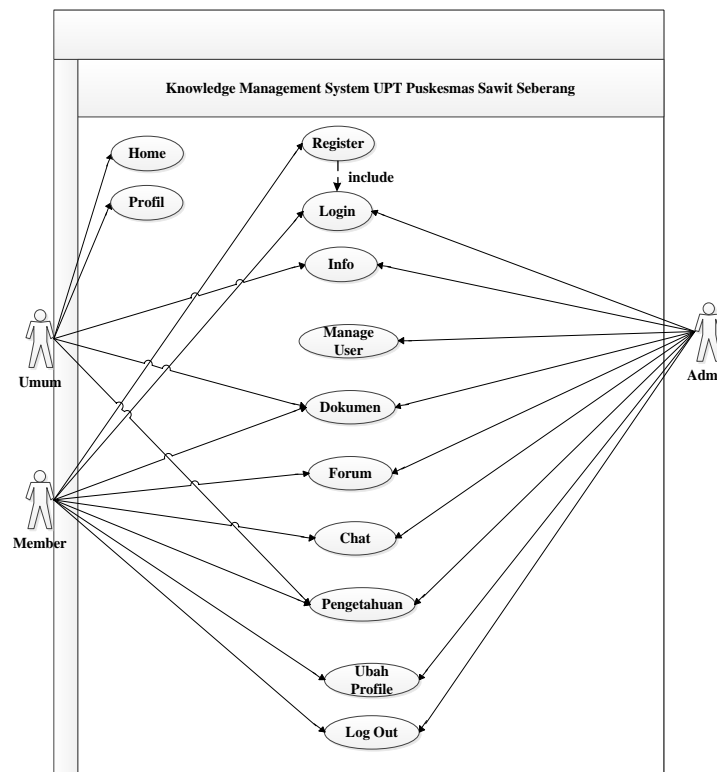 Knowledge Management System UPT Puskesmas Sawit Seberang
Home
Register
include
Profil
Login
Info
Umum
Manage
User
Adm
Dokumen
Member
Forum
Chat
Pengetahuan
Ubah
Profile
Log Out